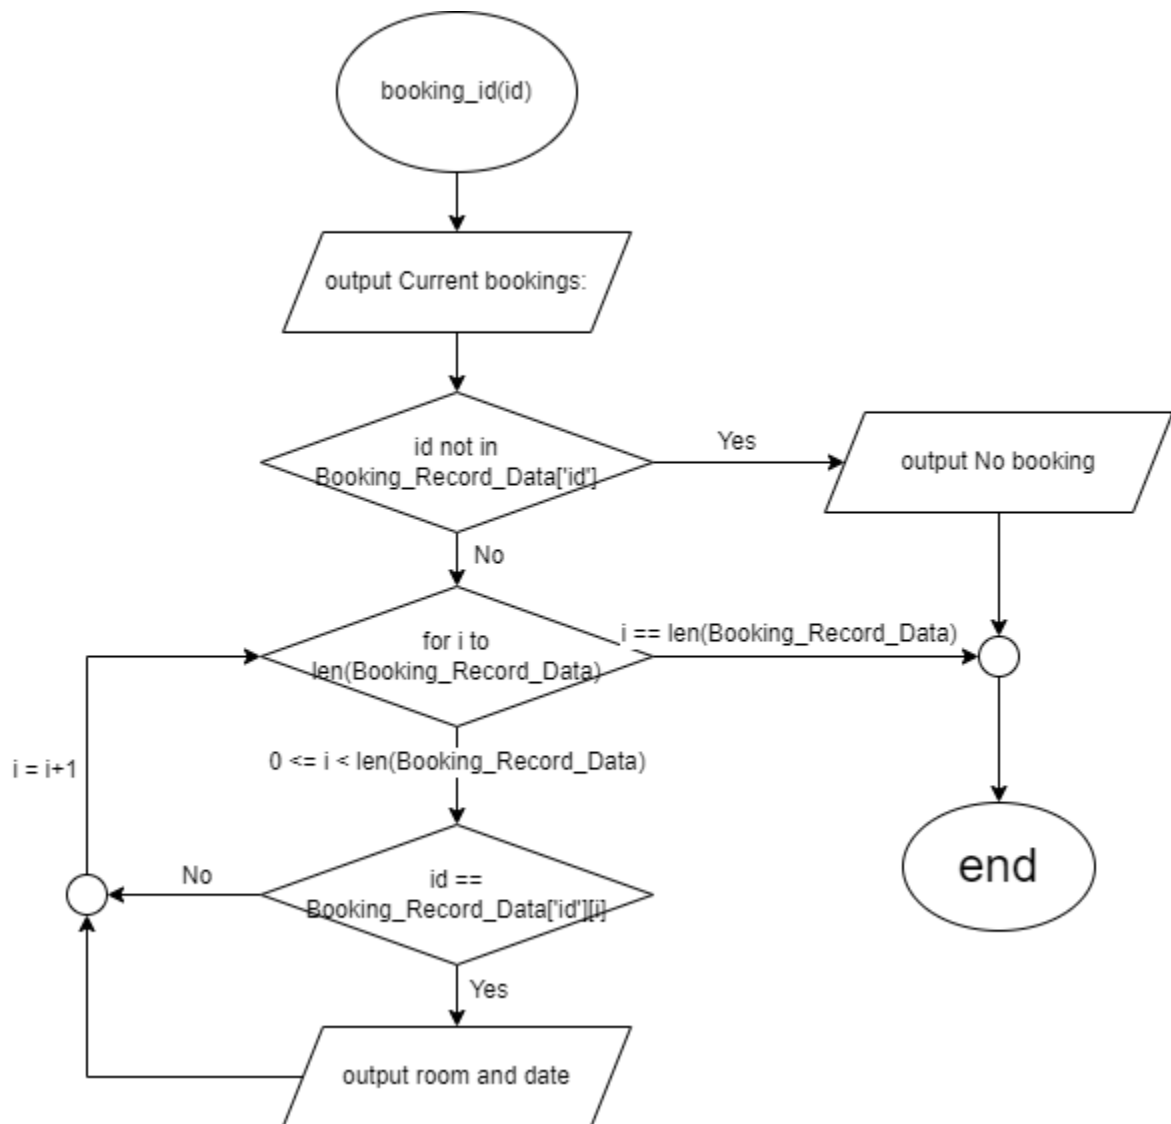 booking_id(id)
output Current bookings:
id not in
Booking_Record_Data['id']
Yes
output No booking
No
for i to
len(Booking_Record_Data)
i == len(Booking_Record_Data)
0 <= i < len(Booking_Record_Data)
i = i+1
id ==
Booking_Record_Data['id'][i]
No
end
Yes
output room and date